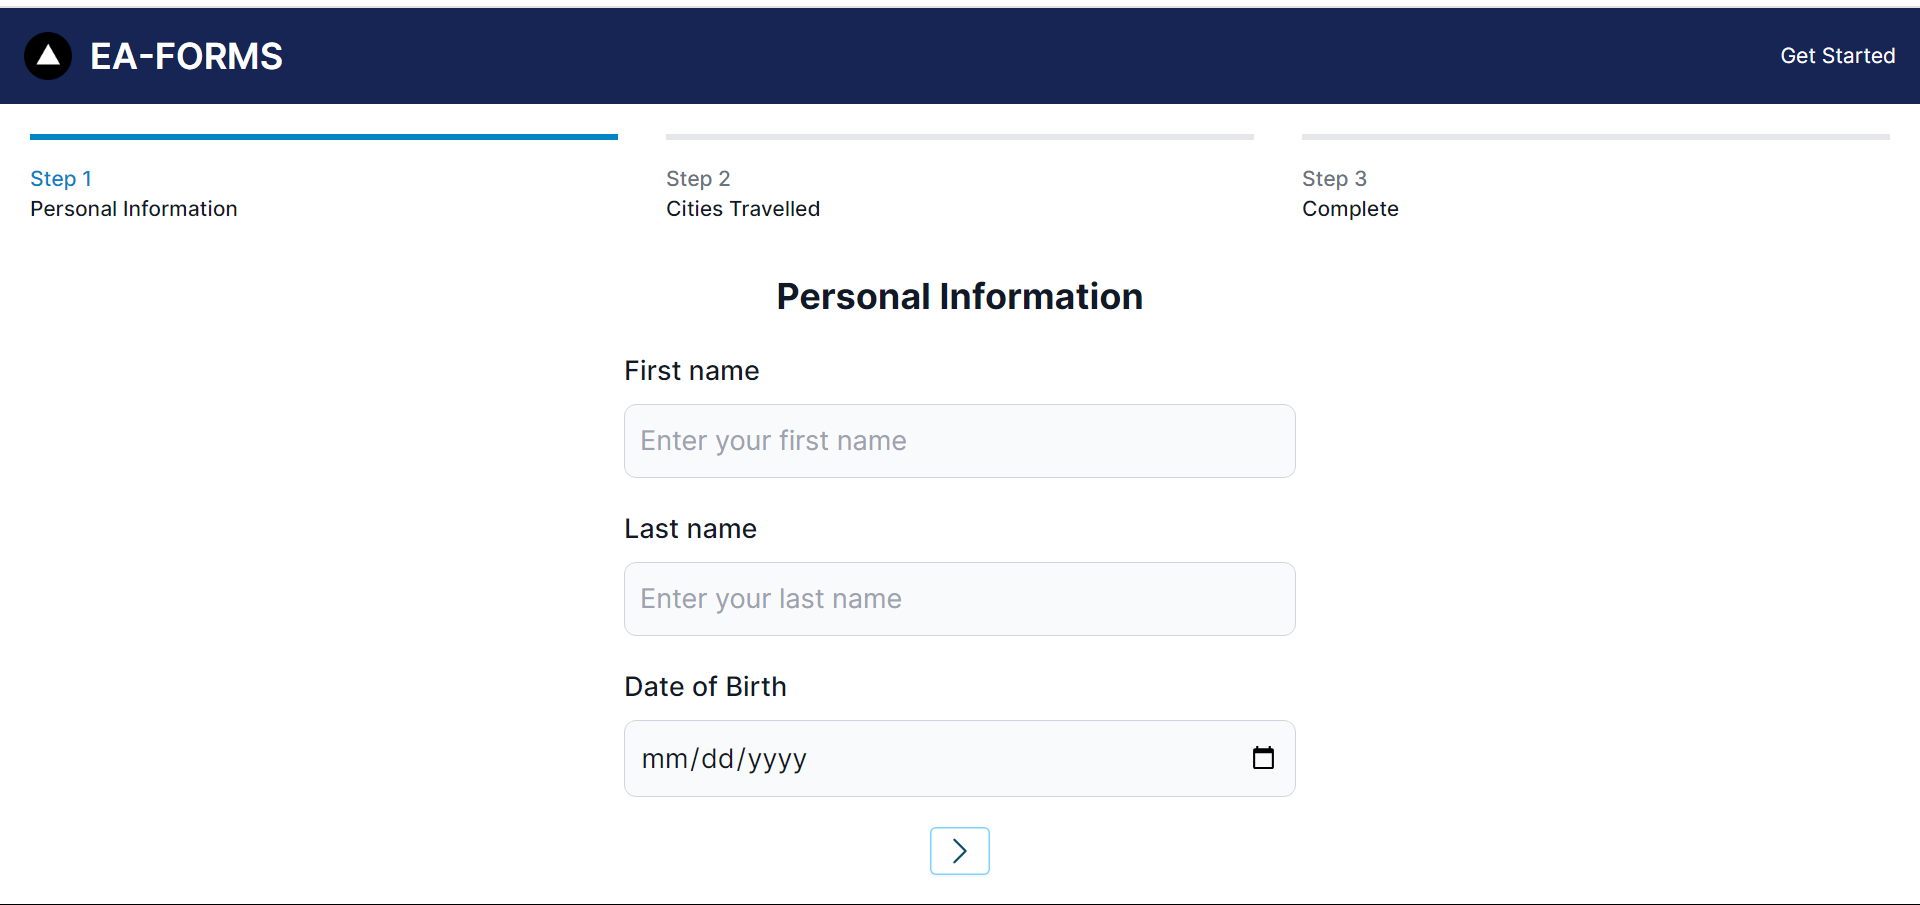 EA-FORMS
Get Started
Step 1
Personal Information
Step 2
Cities Travelled
Step 3
Complete
Personal Information
First name
Enter your first name
Last name
Enter your last name
Date of Birth
mm/dd/yyyy